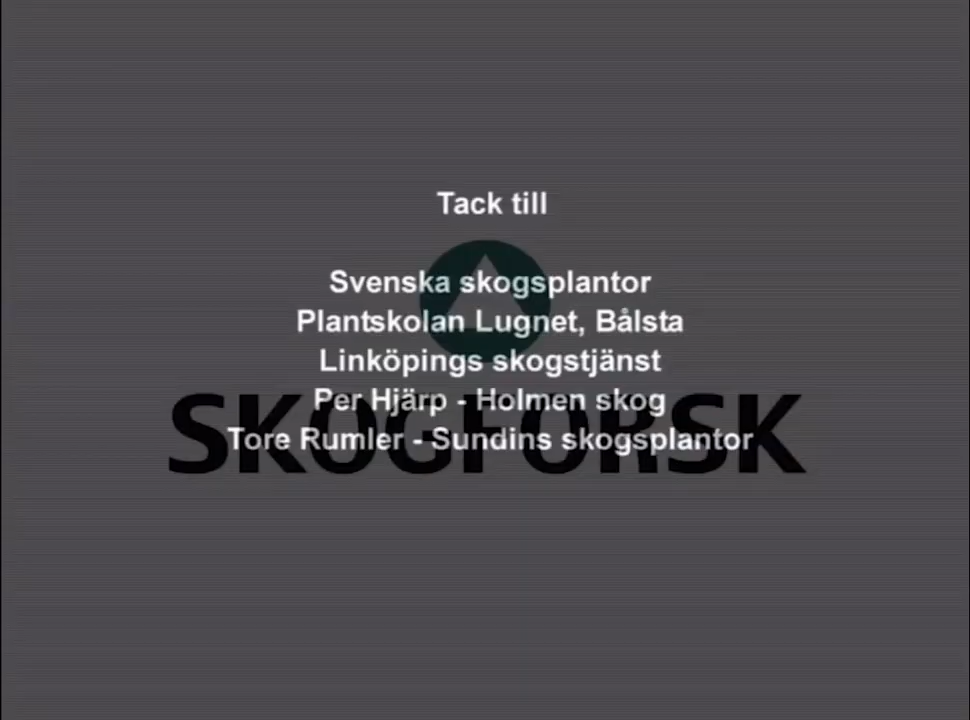 Tack till
Svenska skogsplantor
Plantskolan Lugnet, Bålsta
Linköpings skogstjänst
Per Hjärp - Holmen skog
Tore Rumler - Sundins skogsplantor
SKOGFORSK